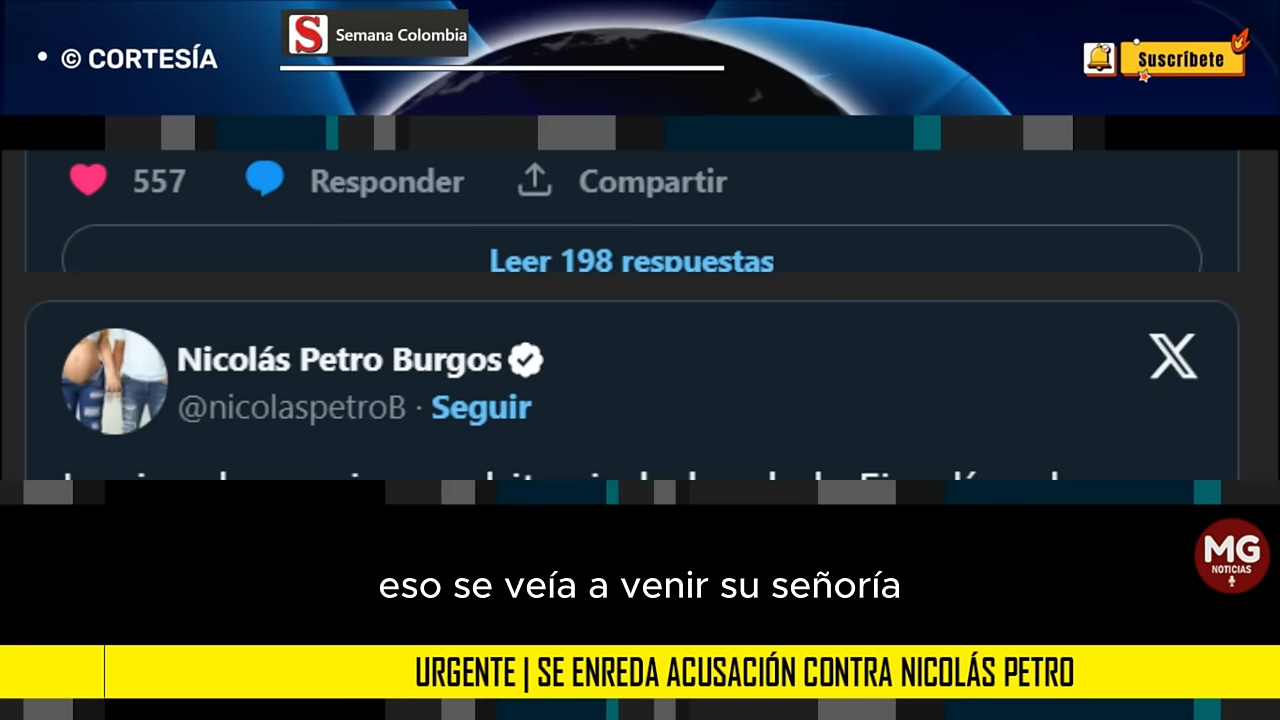 • © CORTESÍA
S Semana Colombia
Suscríbete
557 Responder Compartir
Leer 198 respuestas
Nicolás Petro Burgos
X
@nicolaspetroB · Seguir
MG
NOTICIAS
eso se veía a venir su señoría
URGENTE | SE ENREDA ACUSACIÓN CONTRA NICOLÁS PETRO